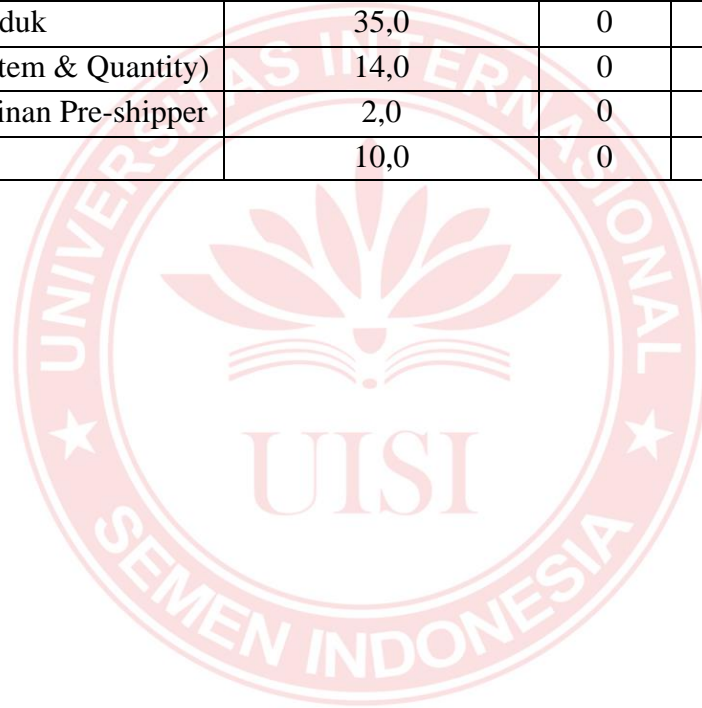 duk 35,0 0
tem & Quantity) 14,0 0
inan Pre-shipper 2,0 0
10,0 0
UNIVERSITAS INTERNASIONAL
UISI
SEMEN INDONESIA